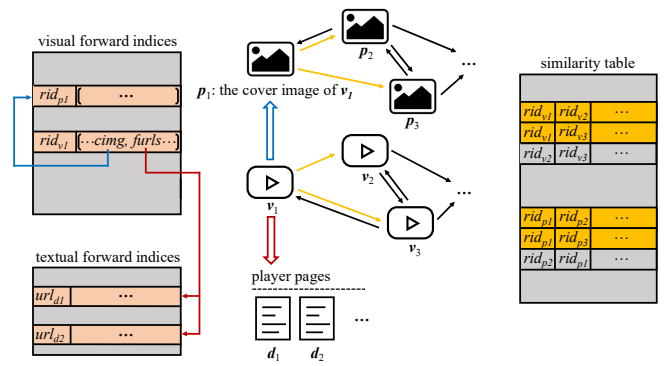 visual forward indices
rid_p1 ...
rid_v1 ...cimg, furls...
textual forward indices
url_d1 ...
url_d2 ...
p_2
...
p_1: the cover image of v_1
p_3
v_1
v_2
...
v_3
player pages
...
d_1 d_2
similarity table
rid_v1 rid_v2 ...
rid_v1 rid_v3 ...
rid_v2 rid_v3 ...
rid_p1 rid_p2 ...
rid_p1 rid_p3 ...
rid_p2 rid_p1 ...